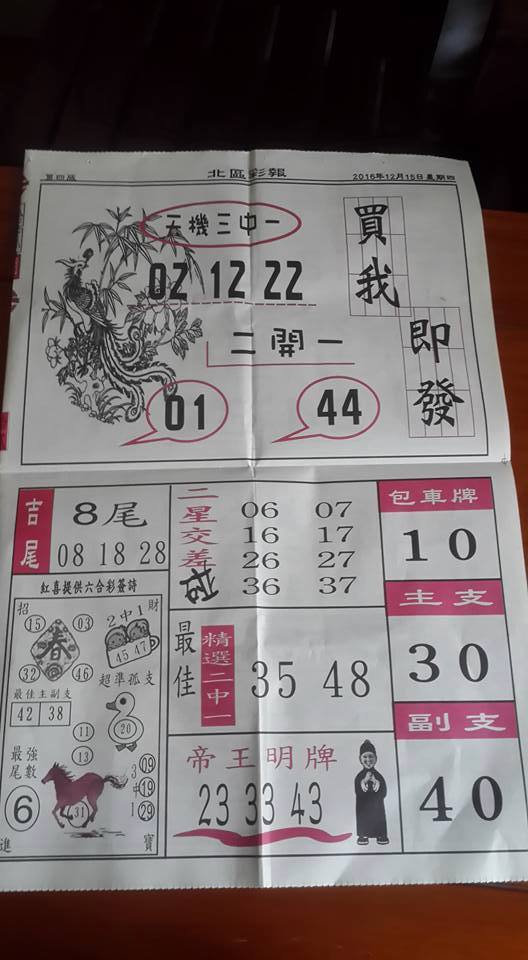 第四版 北區彩報 2016年12月15日星期四
天機三中一
02 12 22
買我
即發
二開一
01 44
吉尾
8尾
08 18 28
紅喜提供六合彩簽詩
招 財
15 03
春
32 46
2中1
45 47
最佳主副支
42 38
超準孤支
20
最強尾數
6
11
13
31
3中1
09
19
29
進 寶
二星交差
06 07
16 17
26 27
36 37
最佳
精選二中一
35 48
帝王明牌
23 33 43
包車牌
10
主支
30
副支
40